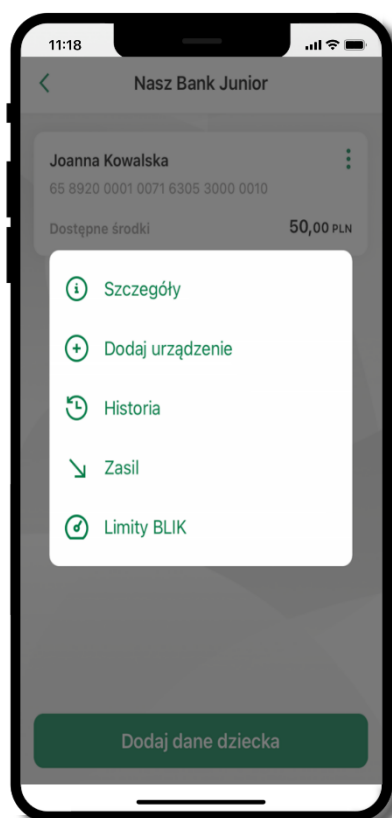 11:18
Nasz Bank Junior
Joanna Kowalska
65 8920 0001 0071 6305 3000 0010
Dostępne środki 50,00 PLN
Szczegóły
Dodaj urządzenie
Historia
Zasil
Limity BLIK
Dodaj dane dziecka